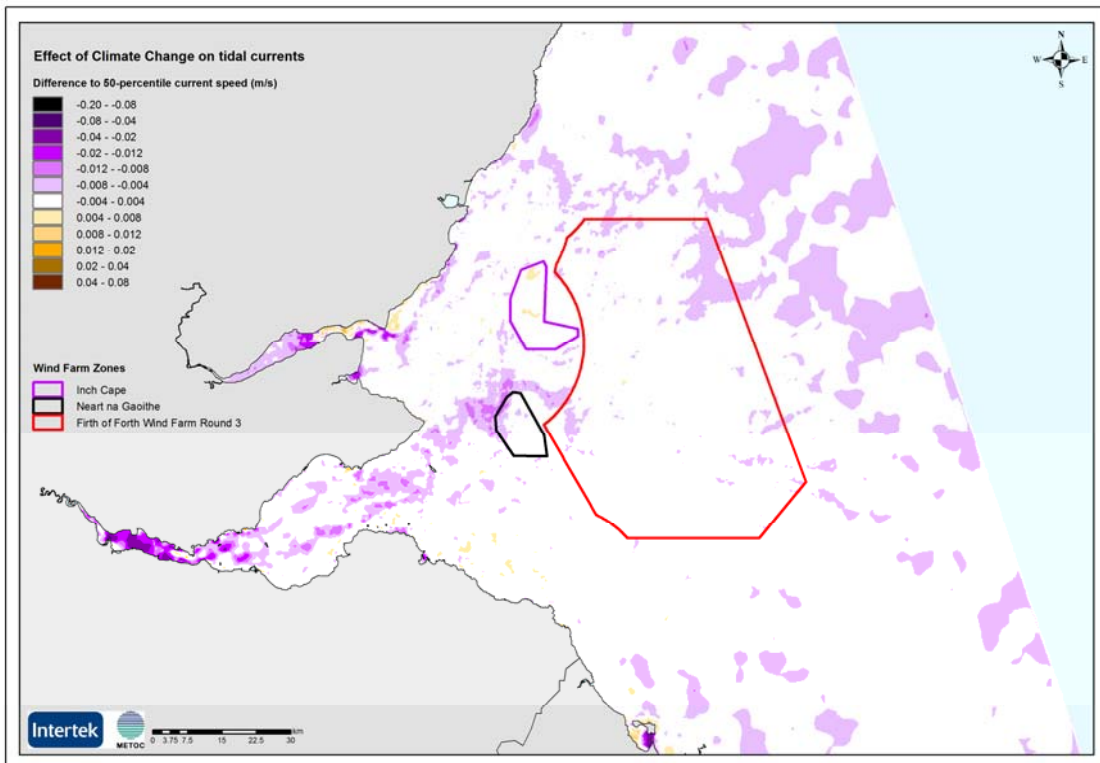 Effect of Climate Change on tidal currents
Difference to 50-percentile current speed (m/s)
-0.20 - -0.08
-0.08 - -0.04
-0.04 - -0.02
-0.02 - -0.012
-0.012 - -0.008
-0.008 - -0.004
-0.004 - 0.004
0.004 - 0.008
0.008 - 0.012
0.012 - 0.02
0.02 - 0.04
0.04 - 0.08
N
W E
S
Wind Farm Zones
Inch Cape
Neart na Gaoithe
Firth of Forth Wind Farm Round 3
Intertek
METOC
km
0 3.75 7.5 15 22.5 30